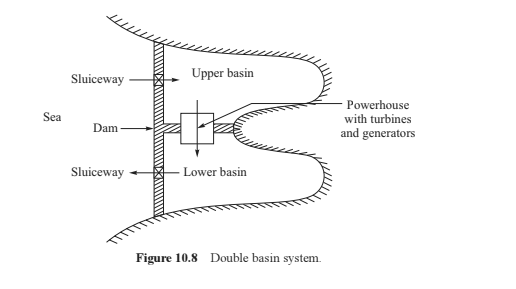 Sluiceway
Upper basin
Sea
Dam
Powerhouse
with turbines
and generators
Sluiceway
Lower basin
Figure 10.8 Double basin system.